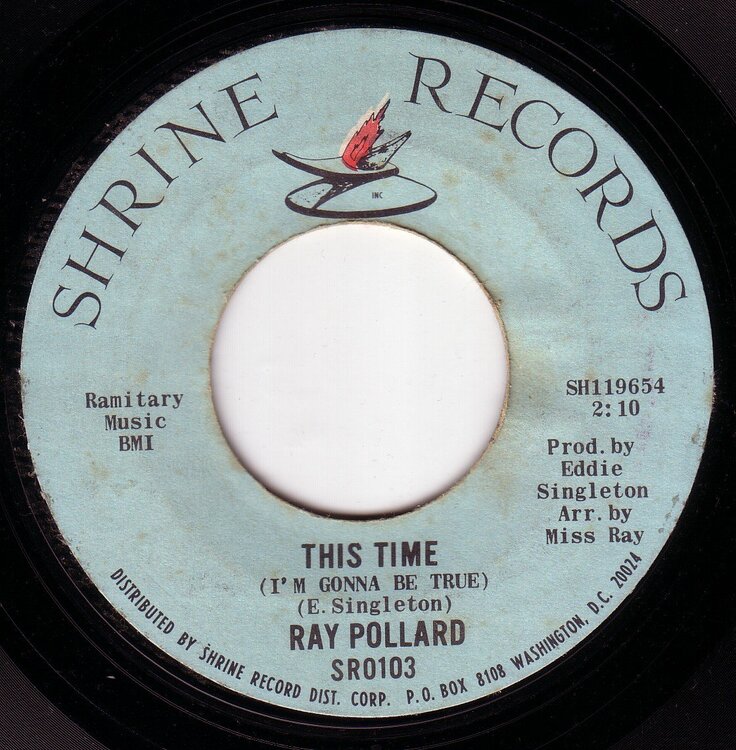 SHRINE RECORDS
INC
Ramitary
Music
BMI
SH119654
2:10
Prod. by
Eddie
Singleton
Arr. by
Miss Ray
THIS TIME
(I'M GONNA BE TRUE)
(E. Singleton)
RAY POLLARD
SRO103
DISTRIBUTED BY SHRINE RECORD DIST. CORP. P.O. BOX 8108 WASHINGTON, D.C. 20024